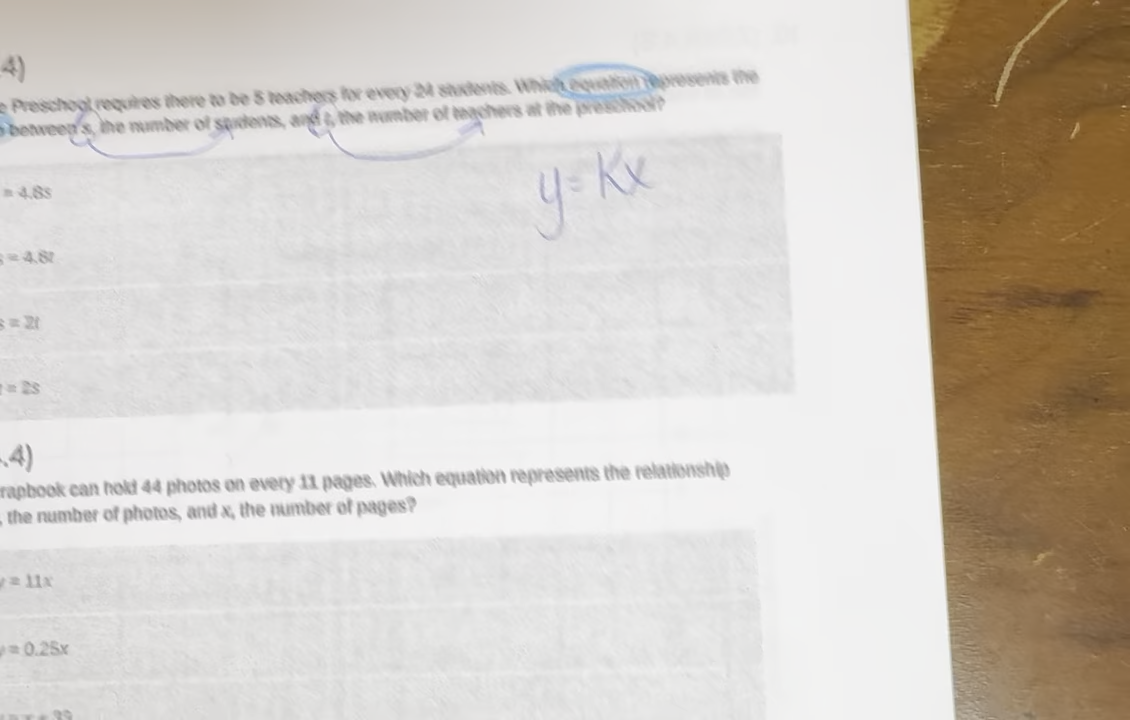 4)
Preschool requires there to be 5 teachers for every 24 students. Which equation represents the
between s, the number of students, and t, the number of teachers at the preschool?
y = Kx
= 4.8s
s = 4.8t
s = 2t
= 2s
.4)
rapbook can hold 44 photos on every 11 pages. Which equation represents the relationship
, the number of photos, and x, the number of pages?
y = 11x
y = 0.25x